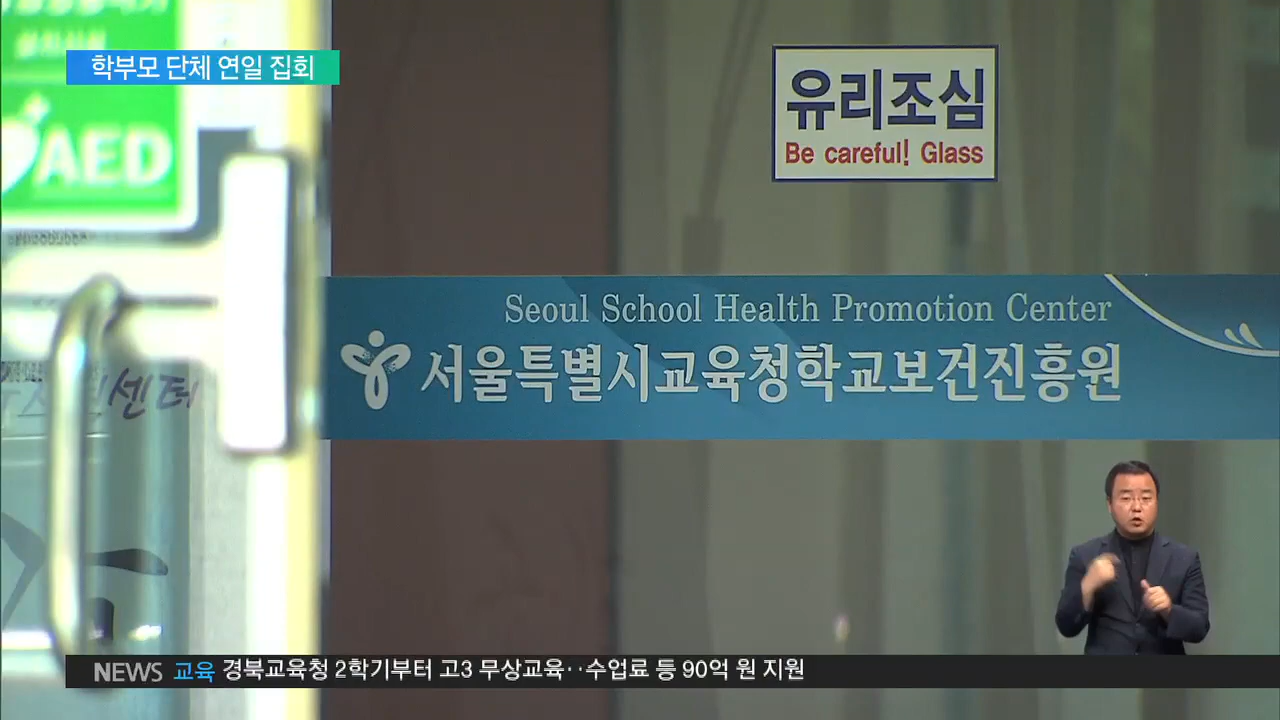 학부모 단체 연일 집회
AED
유리조심
Be careful! Glass
Seoul School Health Promotion Center
서울특별시교육청학교보건진흥원
센터
NEWS 교육 경북교육청 2학기부터 고3 무상교육··수업료 등 90억 원 지원